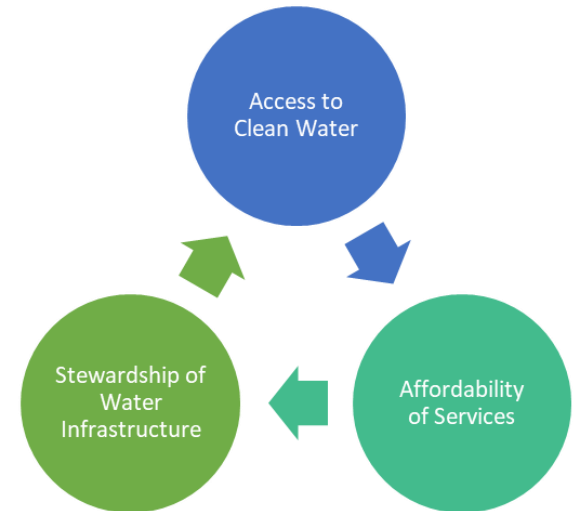 Access to
Clean Water
Stewardship of
Water
Infrastructure
Affordability
of Services